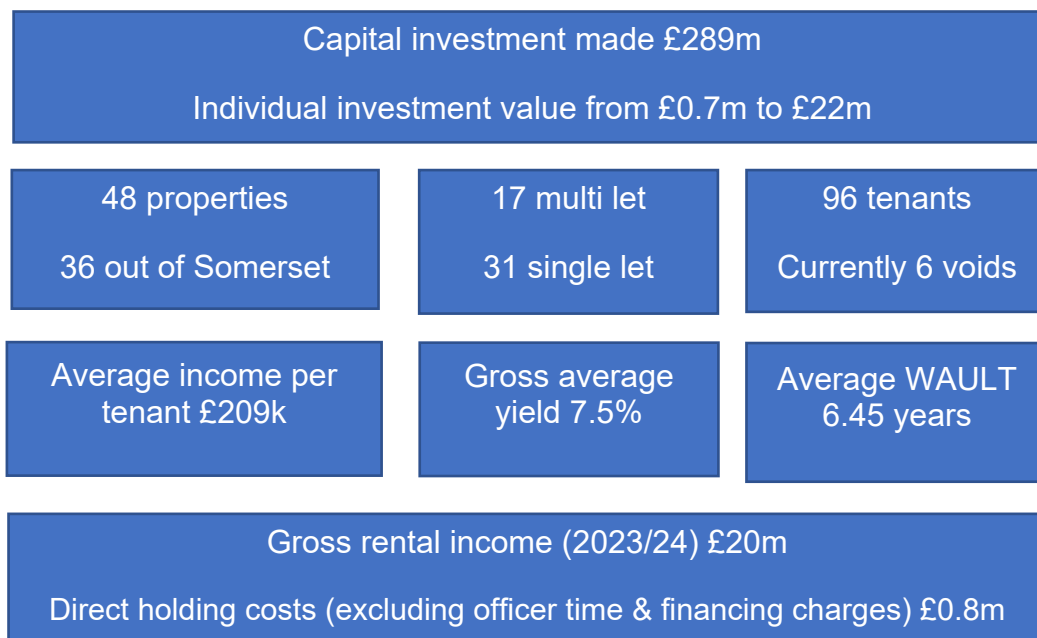 Capital investment made £289m
Individual investment value from £0.7m to £22m
48 properties
36 out of Somerset
17 multi let
31 single let
96 tenants
Currently 6 voids
Average income per
tenant £209k
Gross average
yield 7.5%
Average WAULT
6.45 years
Gross rental income (2023/24) £20m
Direct holding costs (excluding officer time & financing charges) £0.8m